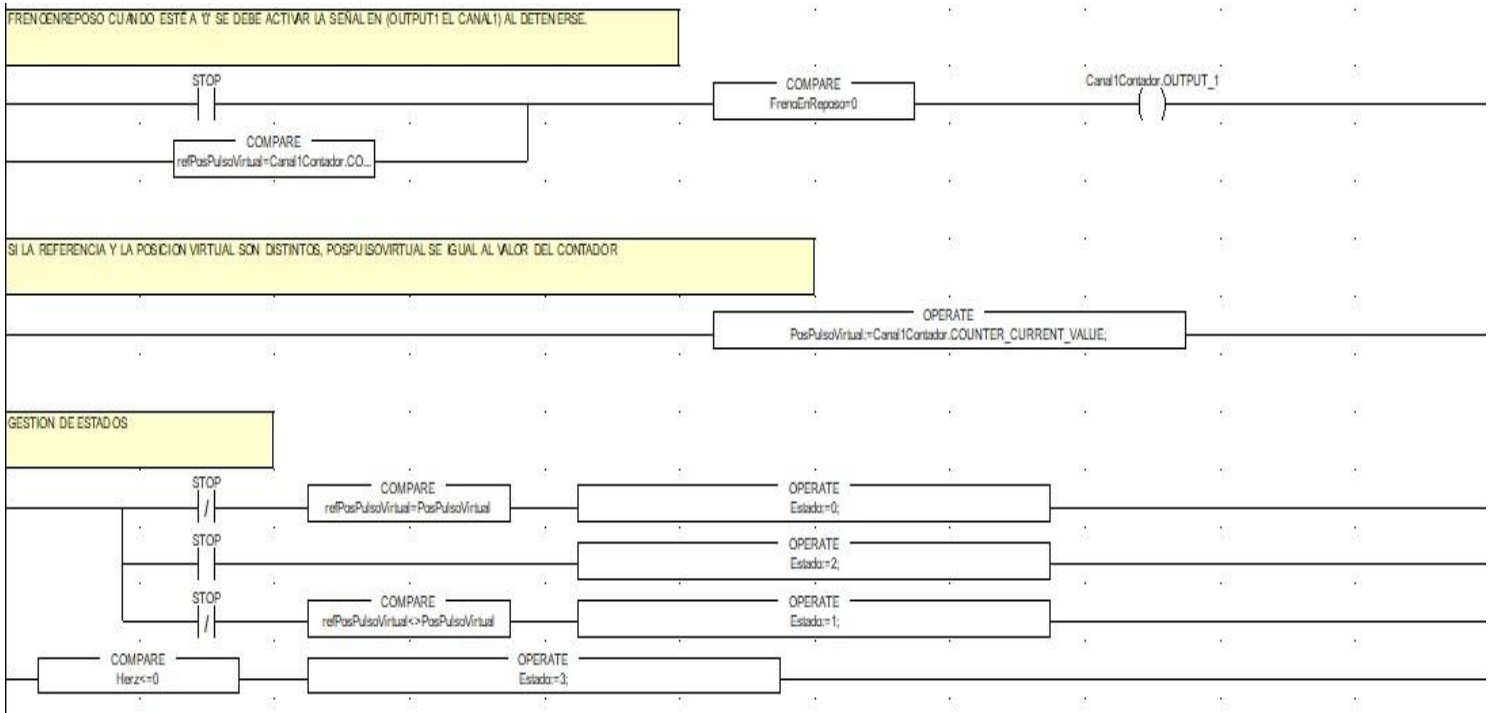 FRENOENREPOSO CUANDO ESTÉ A '0' SE DEBE ACTIVAR LA SEÑAL EN (OUTPUT1 EL CANAL1) AL DETENERSE.
STOP
COMPARE
FrenoEnReposo=0
Canal1Contador.OUTPUT_1
COMPARE
refPosPulsoVirtual=Canal1Contador.CO...
SI LA REFERENCIA Y LA POSICION VIRTUAL SON DISTINTOS, POSPULSOVIRTUAL SE IGUAL AL VALOR DEL CONTADOR
OPERATE
PosPulsoVirtual:=Canal1Contador.COUNTER_CURRENT_VALUE;
GESTION DE ESTADOS
STOP
COMPARE
refPosPulsoVirtual=PosPulsoVirtual
OPERATE
Estado:=0;
STOP
OPERATE
Estado:=2;
STOP
COMPARE
refPosPulsoVirtual<>PosPulsoVirtual
OPERATE
Estado:=1;
COMPARE
Herz<=0
OPERATE
Estado:=3;